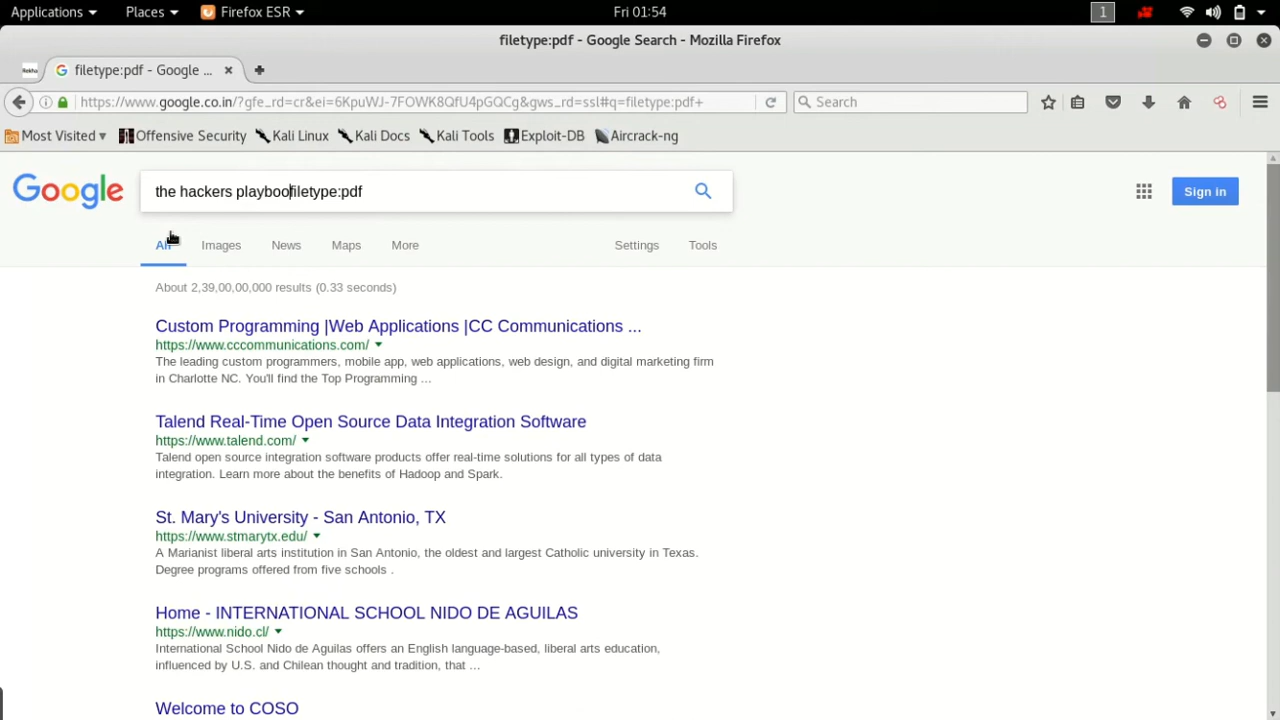 Applications Places Firefox ESR Fri 01:54 1
filetype:pdf - Google Search - Mozilla Firefox
Rekha filetype:pdf - Google ...
https://www.google.co.in/?gfe_rd=cr&ei=6KpuWJ-7FOWK8QfU4pGQCg&gws_rd=ssl#q=filetype:pdf+ Search
Most Visited Offensive Security Kali Linux Kali Docs Kali Tools Exploit-DB Aircrack-ng
Google the hackers playboofiletype:pdf Sign in
All Images News Maps More Settings Tools
About 2,39,00,00,000 results (0.33 seconds)
Custom Programming |Web Applications |CC Communications ...
https://www.cccommunications.com/
The leading custom programmers, mobile app, web applications, web design, and digital marketing firm
in Charlotte NC. You'll find the Top Programming ...
Talend Real-Time Open Source Data Integration Software
https://www.talend.com/
Talend open source integration software products offer real-time solutions for all types of data
integration. Learn more about the benefits of Hadoop and Spark.
St. Mary's University - San Antonio, TX
https://www.stmarytx.edu/
A Marianist liberal arts institution in San Antonio, the oldest and largest Catholic university in Texas.
Degree programs offered from five schools .
Home - INTERNATIONAL SCHOOL NIDO DE AGUILAS
https://www.nido.cl/
International School Nido de Aguilas offers an English language-based, liberal arts education,
influenced by U.S. and Chilean thought and tradition, that ...
Welcome to COSO